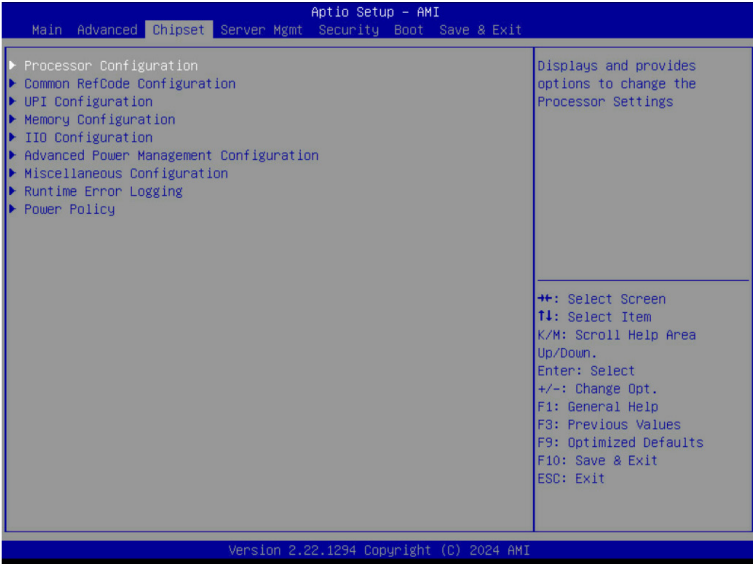 Aptio Setup – AMI
Main Advanced Chipset Server Mgmt Security Boot Save & Exit
▶ Processor Configuration
▶ Common RefCode Configuration
▶ UPI Configuration
▶ Memory Configuration
▶ IIO Configuration
▶ Advanced Power Management Configuration
▶ Miscellaneous Configuration
▶ Runtime Error Logging
▶ Power Policy
Displays and provides
options to change the
Processor Settings
→←: Select Screen
↑↓: Select Item
K/M: Scroll Help Area
Up/Down.
Enter: Select
+/-: Change Opt.
F1: General Help
F3: Previous Values
F9: Optimized Defaults
F10: Save & Exit
ESC: Exit
Version 2.22.1294 Copyright (C) 2024 AMI